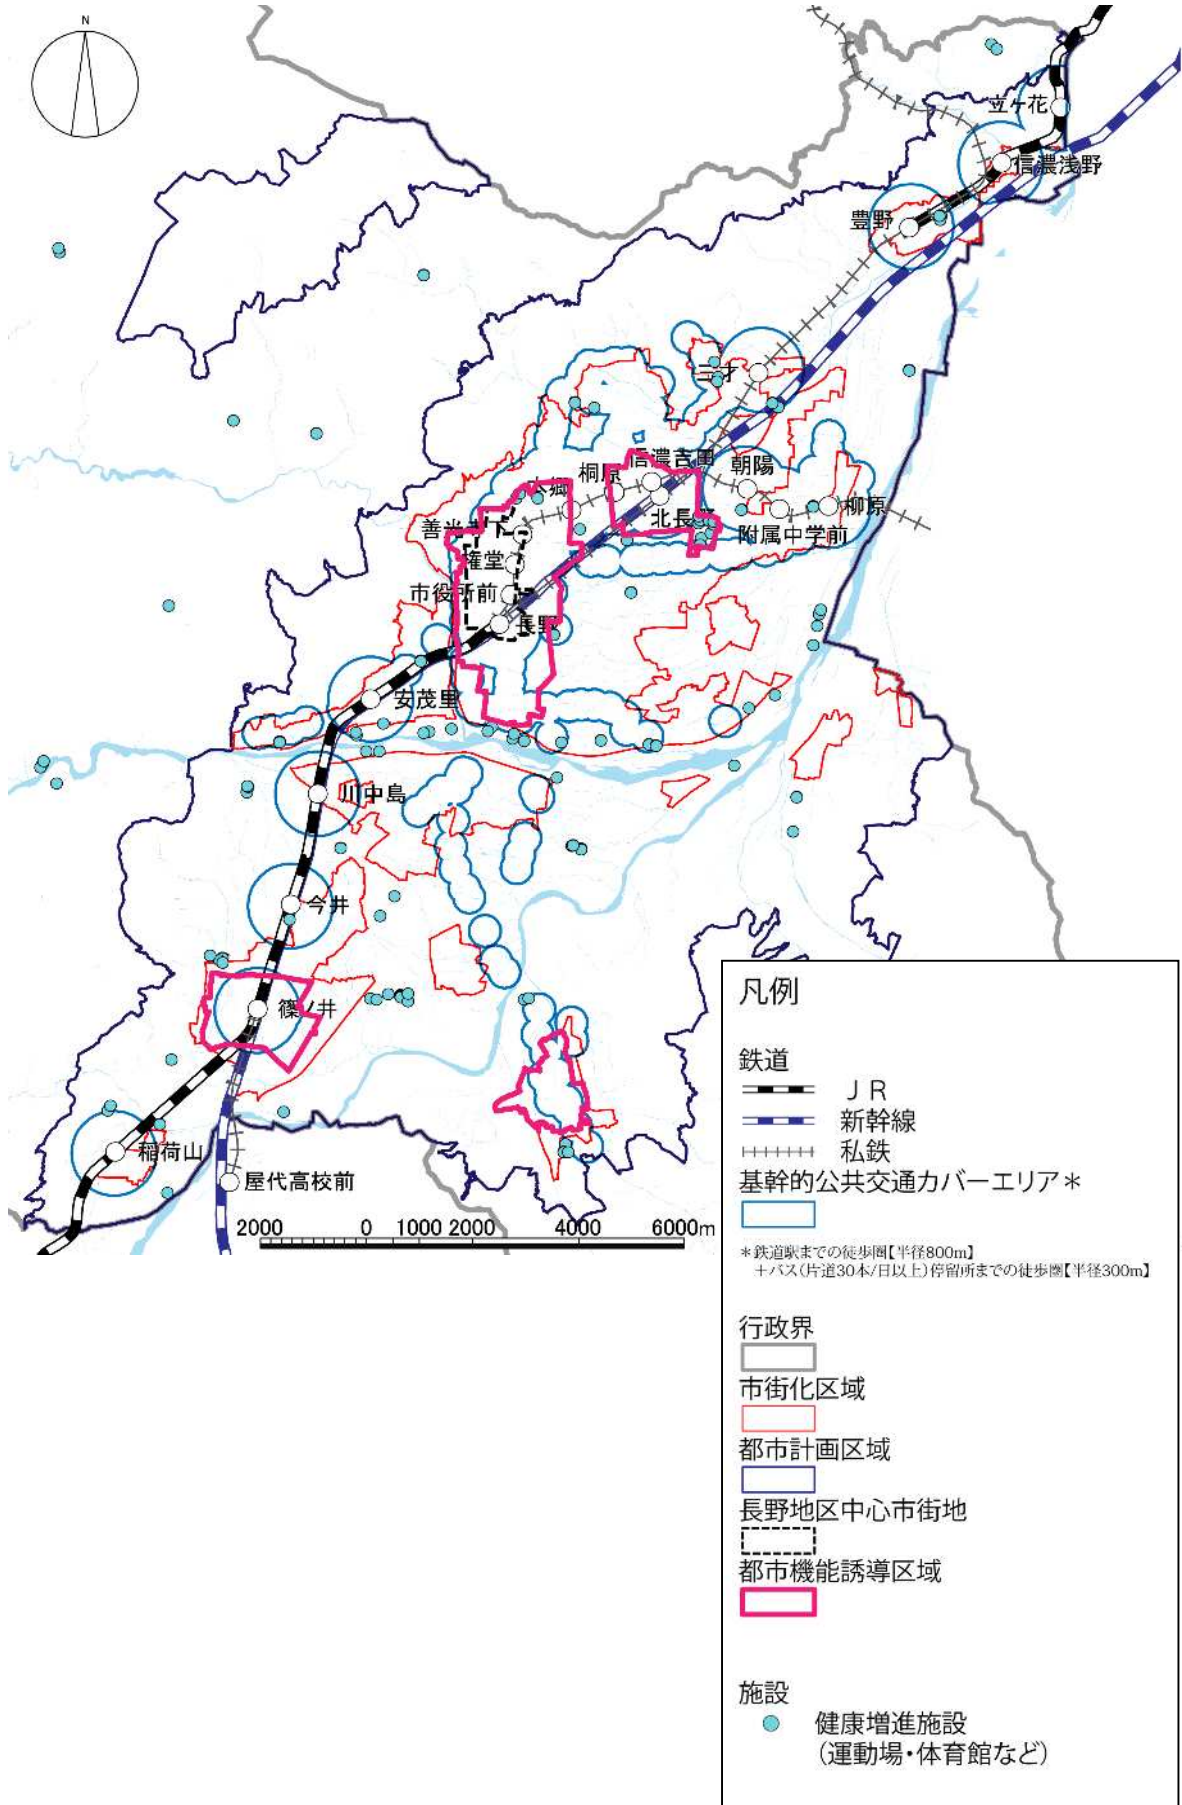 N
立ヶ花
信濃浅野
豊野
三才
信濃吉田
桐原
朝陽
本郷
柳原
北長野
善光寺下
附属中学前
権堂
市役所前
長野
安茂里
川中島
今井
篠ノ井
稲荷山
屋代高校前
2000 0 1000 2000 4000 6000m
凡例
鉄道
JR
新幹線
私鉄
基幹的公共交通カバーエリア＊
＊鉄道駅までの徒歩圏【半径800m】
＋バス（片道30本/日以上）停留所までの徒歩圏【半径300m】
行政界
市街化区域
都市計画区域
長野地区中心市街地
都市機能誘導区域
施設
健康増進施設
（運動場・体育館など）